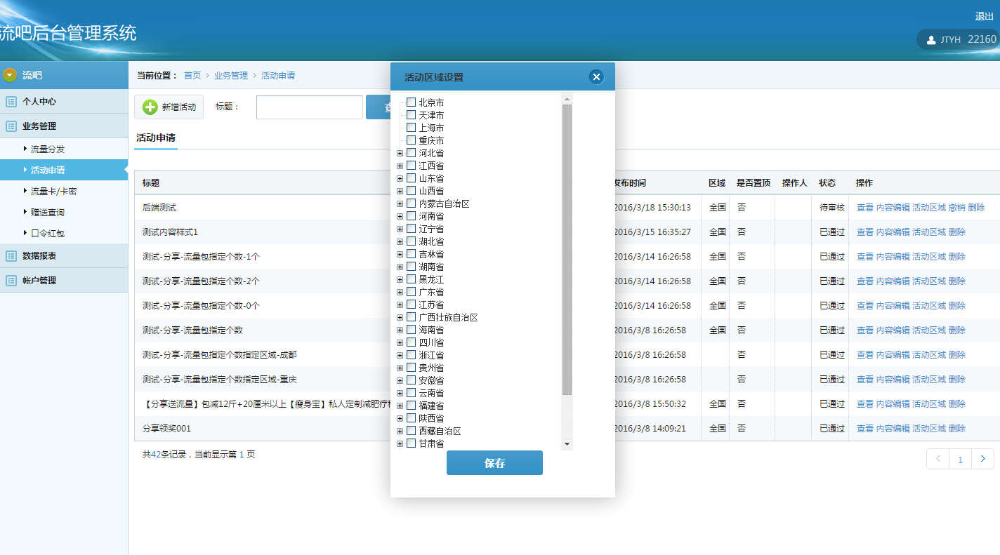 退出
流吧后台管理系统
JTYH 22160
流吧
个人中心
业务管理
流量分发
活动申请
流量卡/卡密
赠送查询
口令红包
数据报表
帐户管理
当前位置： 首页 > 业务管理 > 活动申请
新增活动 标题：
活动申请
标题 发布时间 区域 是否置顶 操作人 状态 操作
后端测试 2016/3/18 15:30:13 全国 否 待审核 查看 内容编辑 活动区域 撤销 删除
测试内容样式1 2016/3/15 16:35:27 全国 否 已通过 查看 内容编辑 活动区域 删除
测试-分享-流量包指定个数-1个 2016/3/14 16:26:58 全国 否 已通过 查看 内容编辑 活动区域 删除
测试-分享-流量包指定个数-2个 2016/3/14 16:26:58 全国 否 已通过 查看 内容编辑 活动区域 删除
测试-分享-流量包指定个数-0个 2016/3/14 16:26:58 全国 否 已通过 查看 内容编辑 活动区域 删除
测试-分享-流量包指定个数 2016/3/8 16:26:58 全国 否 已通过 查看 内容编辑 活动区域 删除
测试-分享-流量包指定个数指定区域-成都 2016/3/8 16:26:58 否 已通过 查看 内容编辑 活动区域 删除
测试-分享-流量包指定个数指定区域-重庆 2016/3/8 16:26:58 否 已通过 查看 内容编辑 活动区域 删除
【分享送流量】包减12斤+20厘米以上【瘦身宝】私人定制减肥疗 2016/3/8 15:50:32 全国 否 已通过 查看 内容编辑 活动区域 删除
分享领奖001 2016/3/8 14:09:21 全国 否 已通过 查看 内容编辑 活动区域 删除
共42条记录，当前显示第 1 页
< 1 >
活动区域设置
北京市
天津市
上海市
重庆市
河北省
江西省
山东省
山西省
内蒙古自治区
河南省
辽宁省
湖北省
吉林省
湖南省
黑龙江
广东省
江苏省
广西壮族自治区
海南省
四川省
浙江省
贵州省
安徽省
云南省
福建省
陕西省
西藏自治区
甘肃省
保存